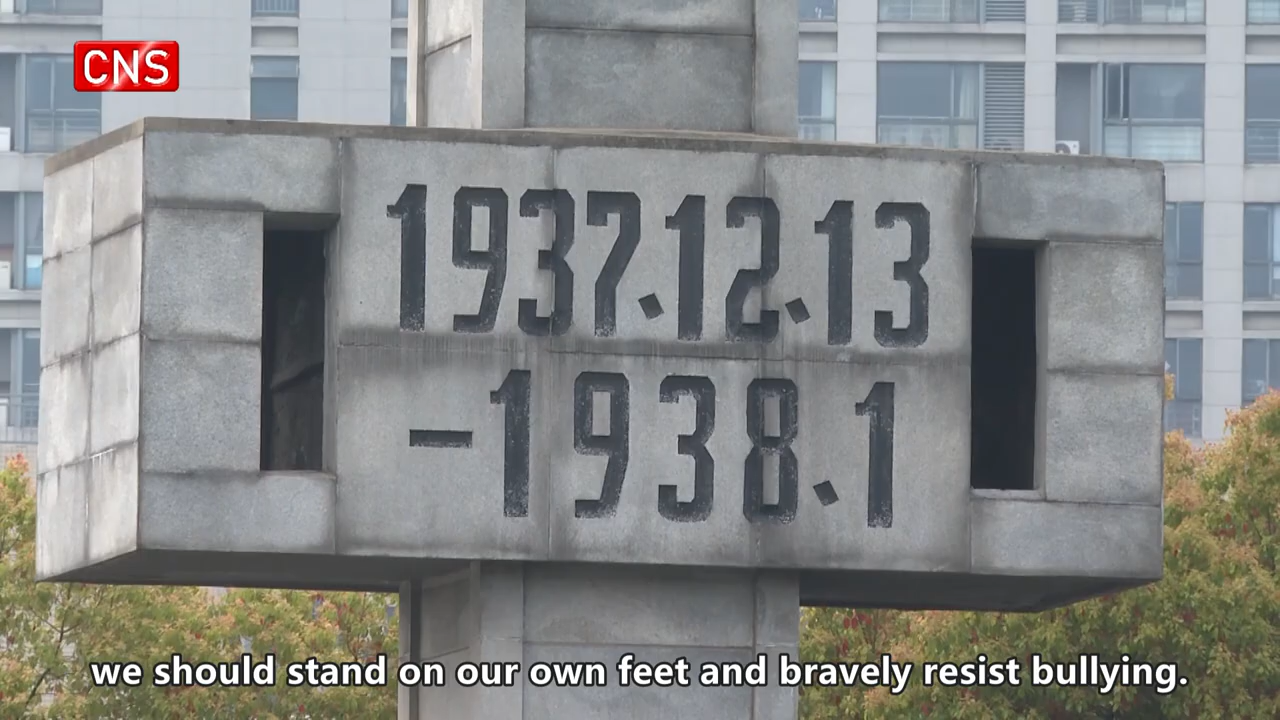 CNS
1937.12.13
-1938.1
we should stand on our own feet and bravely resist bullying.